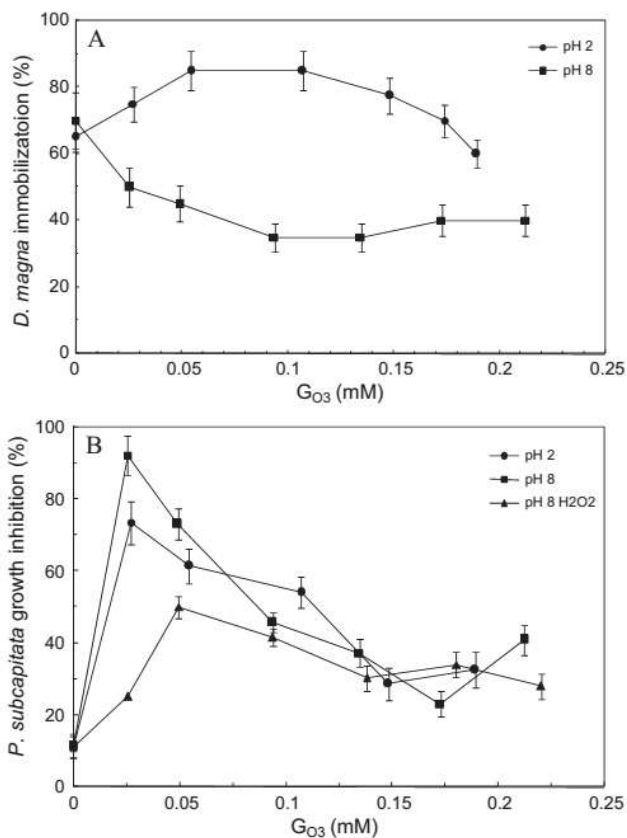 100
A
pH 2
pH 8
80
60
40
20
0
D. magna immobilizatoion (%)
0 0.05 0.1 0.15 0.2 0.25
GO3 (mM)
100
B
pH 2
pH 8
pH 8 H2O2
80
60
40
20
0
P. subcapitata growth inhibition (%)
0 0.05 0.1 0.15 0.2 0.25
GO3 (mM)